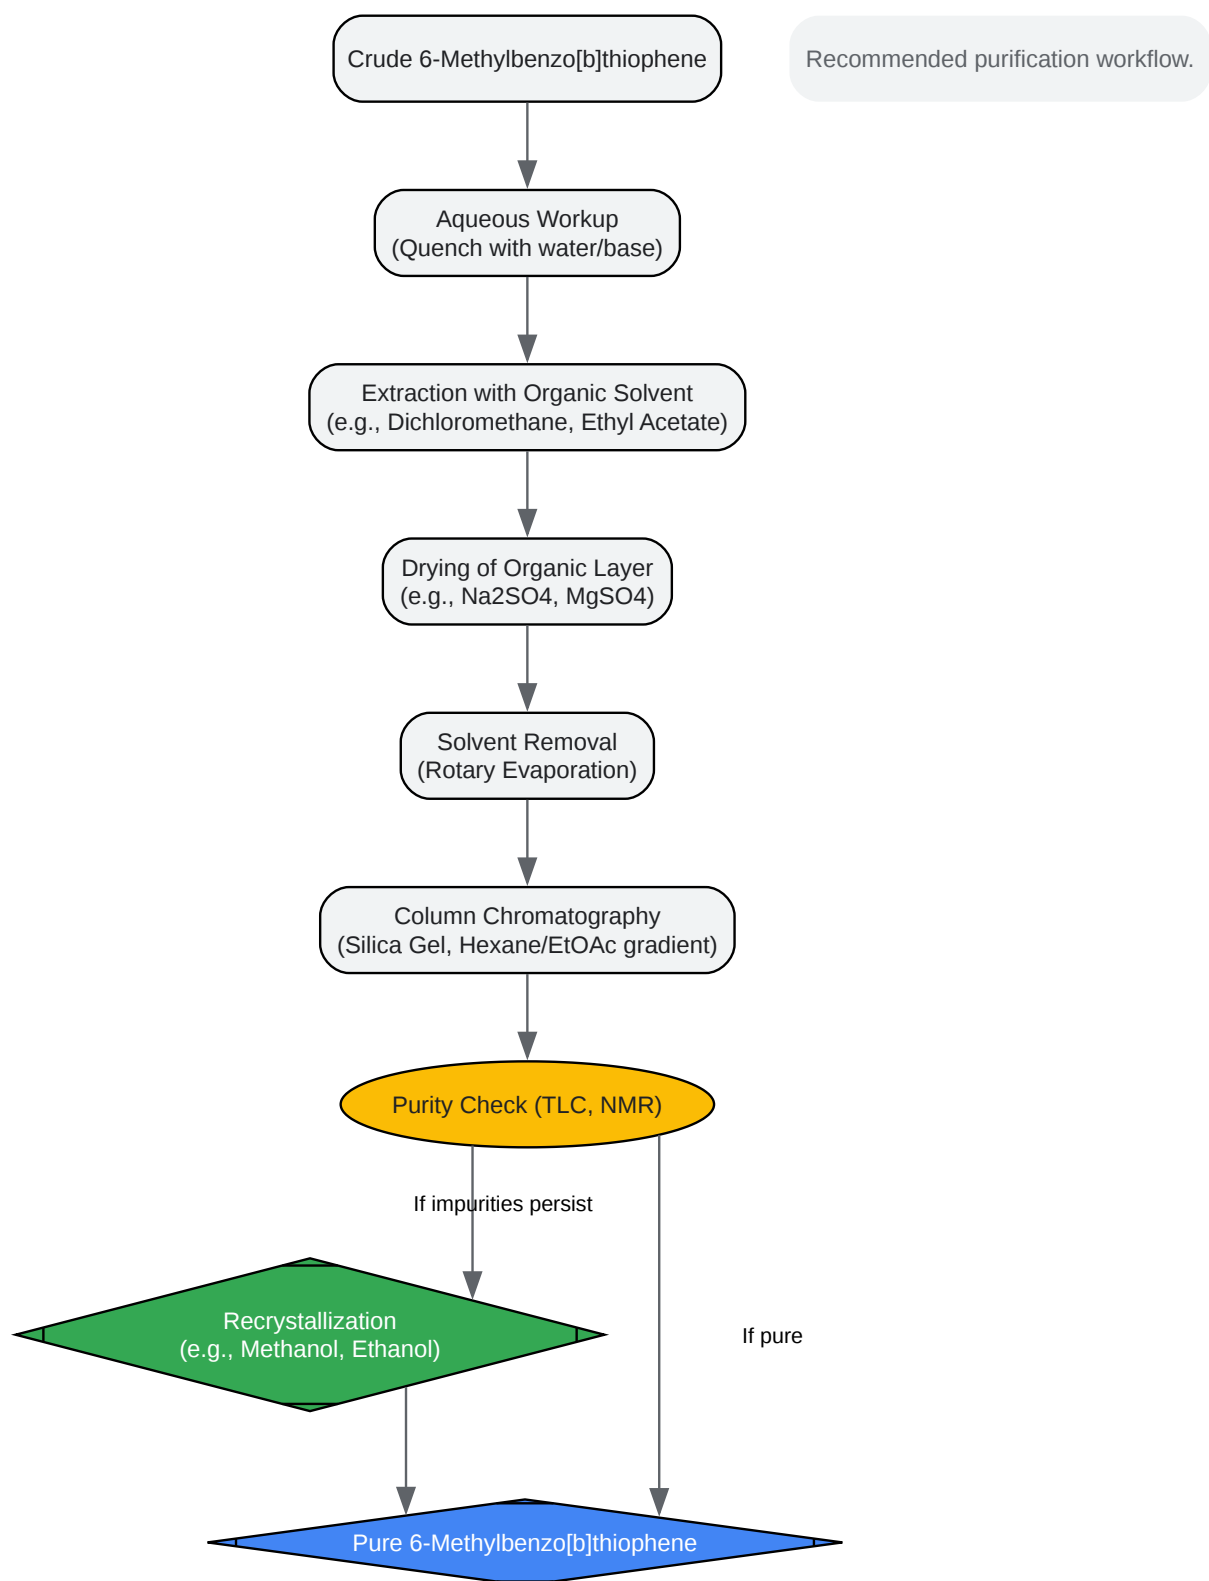 Crude 6-Methylbenzo[b]thiophene
Recommended purification workflow.
Aqueous Workup
(Quench with water/base)
Extraction with Organic Solvent
(e.g., Dichloromethane, Ethyl Acetate)
Drying of Organic Layer
(e.g., Na2SO4, MgSO4)
Solvent Removal
(Rotary Evaporation)
Column Chromatography
(Silica Gel, Hexane/EtOAc gradient)
Purity Check (TLC, NMR)
If impurities persist
Recrystallization
(e.g., Methanol, Ethanol)
If pure
Pure 6-Methylbenzo[b]thiophene